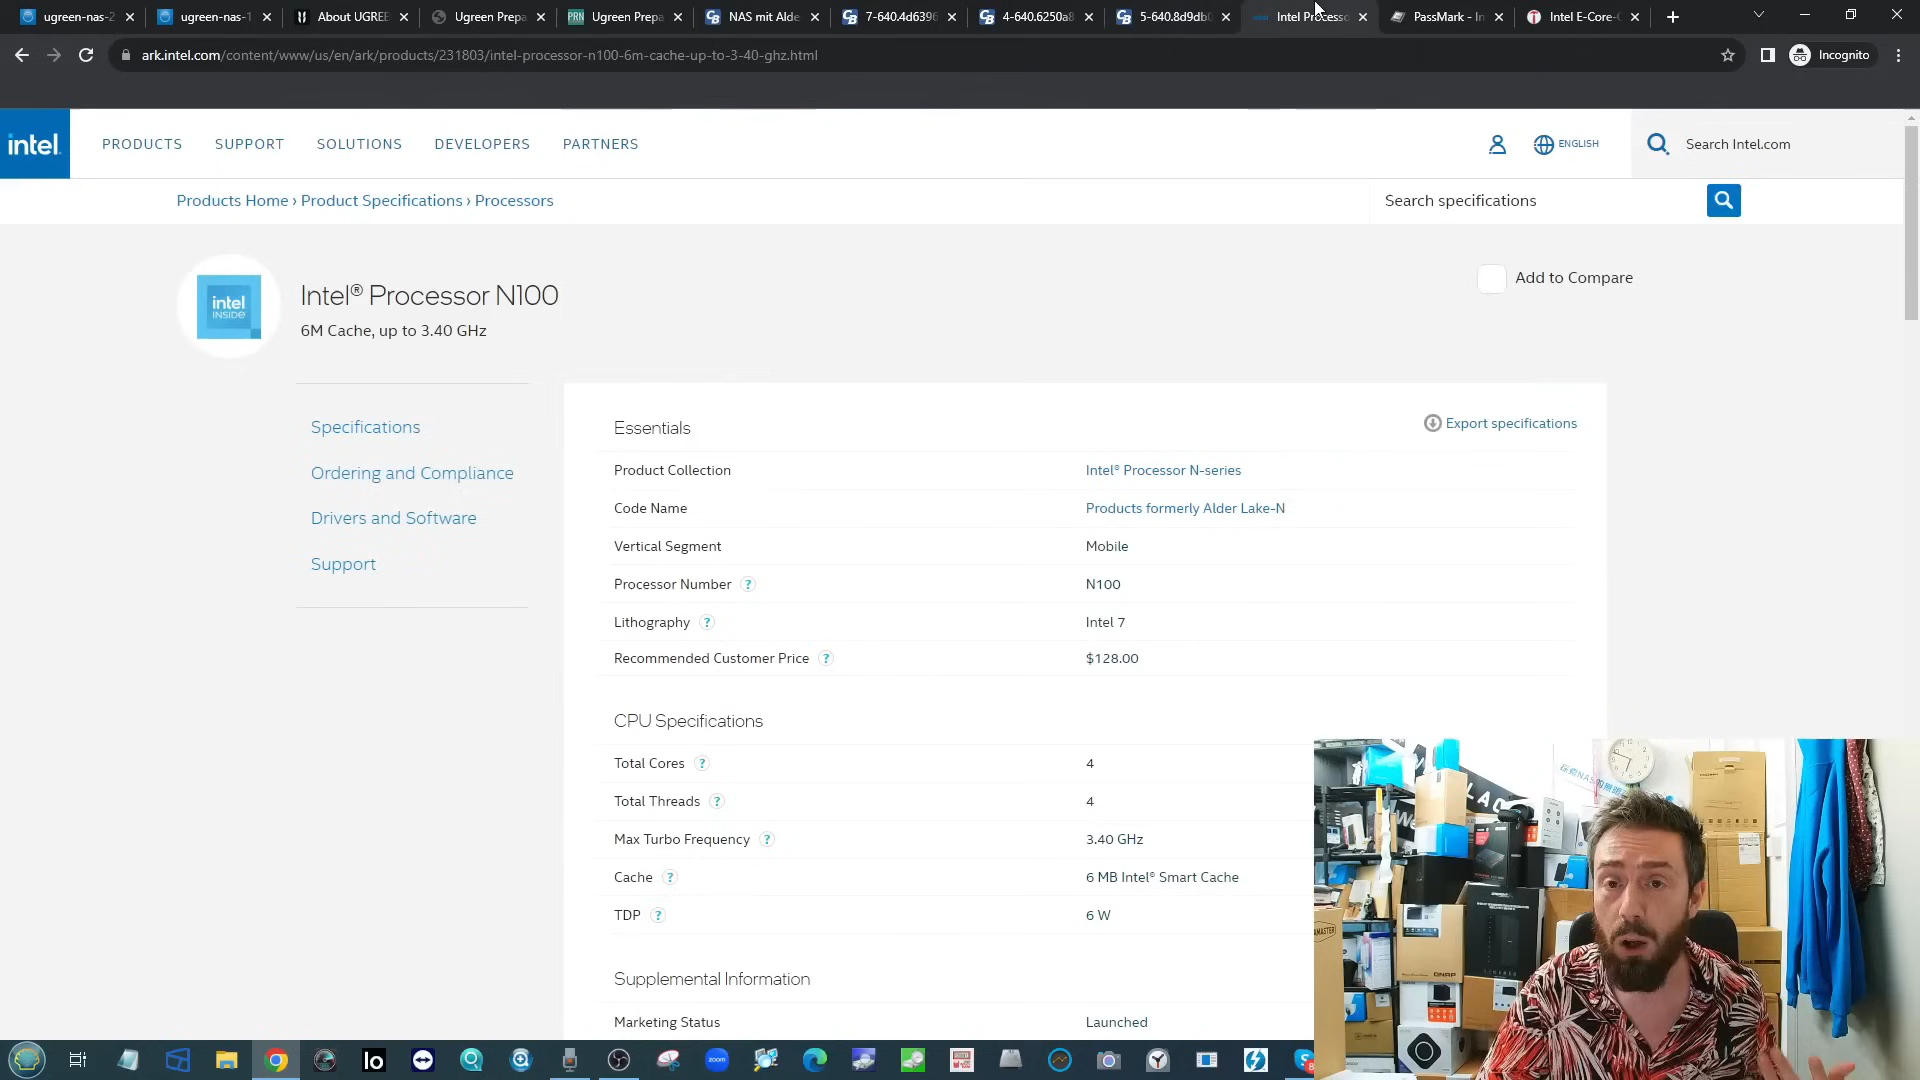 ugreen-nas-2
ugreen-nas-1
About UGREE
Ugreen Prepa
PRN Ugreen Prepa
NAS mit Alde
7-640.4d6396
4-640.6250a8
5-640.8d9db0
Intel Processo
PassMark - In
Intel E-Core-
ark.intel.com/content/www/us/en/ark/products/231803/intel-processor-n100-6m-cache-up-to-3-40-ghz.html
Incognito
intel.
PRODUCTS
SUPPORT
SOLUTIONS
DEVELOPERS
PARTNERS
ENGLISH
Search Intel.com
Products Home › Product Specifications › Processors
Search specifications
intel INSIDE
Intel® Processor N100
6M Cache, up to 3.40 GHz
Add to Compare
Specifications
Ordering and Compliance
Drivers and Software
Support
Essentials
Export specifications
Product Collection Intel® Processor N-series
Code Name Products formerly Alder Lake-N
Vertical Segment Mobile
Processor Number ? N100
Lithography ? Intel 7
Recommended Customer Price ? $128.00
CPU Specifications
Total Cores ? 4
Total Threads ? 4
Max Turbo Frequency ? 3.40 GHz
Cache ? 6 MB Intel® Smart Cache
TDP ? 6 W
Supplemental Information
Marketing Status Launched
QNAP
zoom